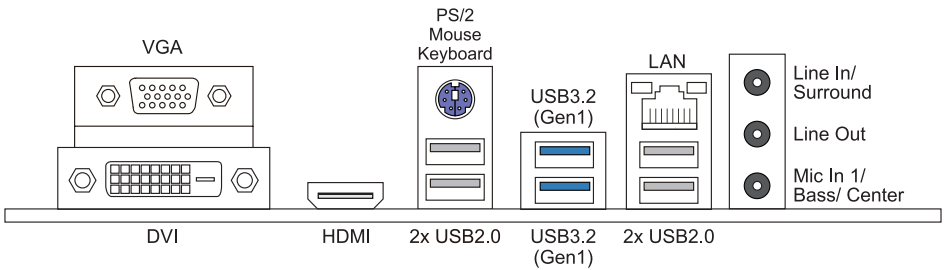 PS/2
Mouse
Keyboard
VGA
LAN
USB3.2
(Gen1)
Line In/
Surround
Line Out
Mic In 1/
Bass/ Center
DVI
HDMI
2x USB2.0
USB3.2
(Gen1)
2x USB2.0